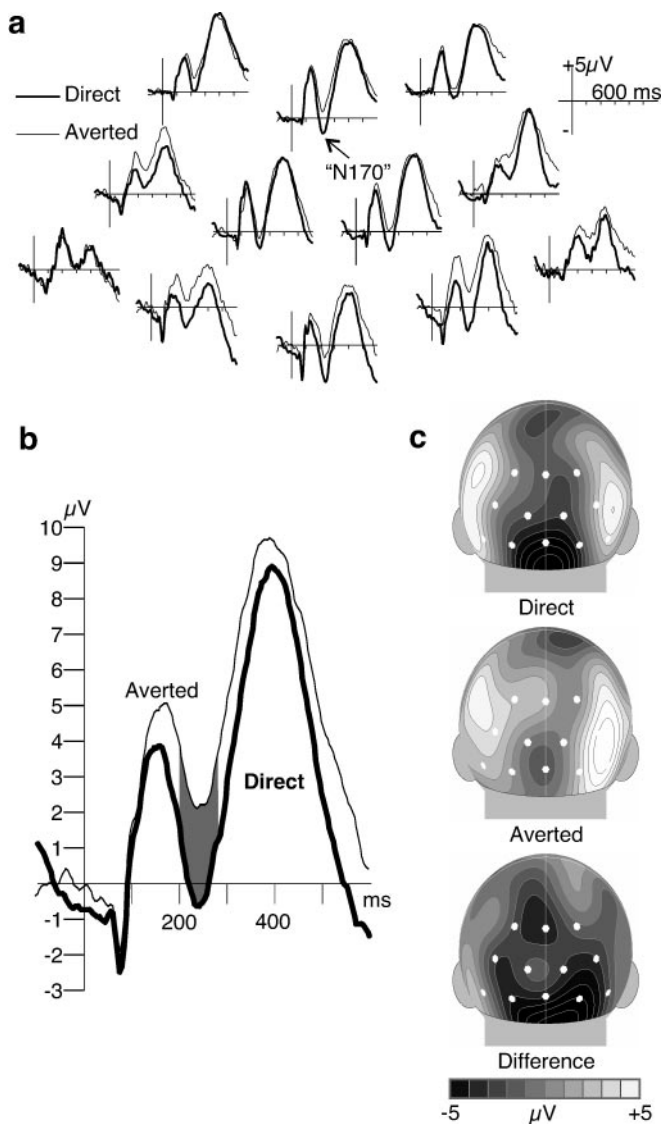 a
Direct
Averted
+5µV
600 ms
-
“N170”
b
µV
10
9
8
7
6
5
4
3
2
1
-1
-2
-3
Averted
Direct
ms
200
400
c
Direct
Averted
Difference
-5 µV +5